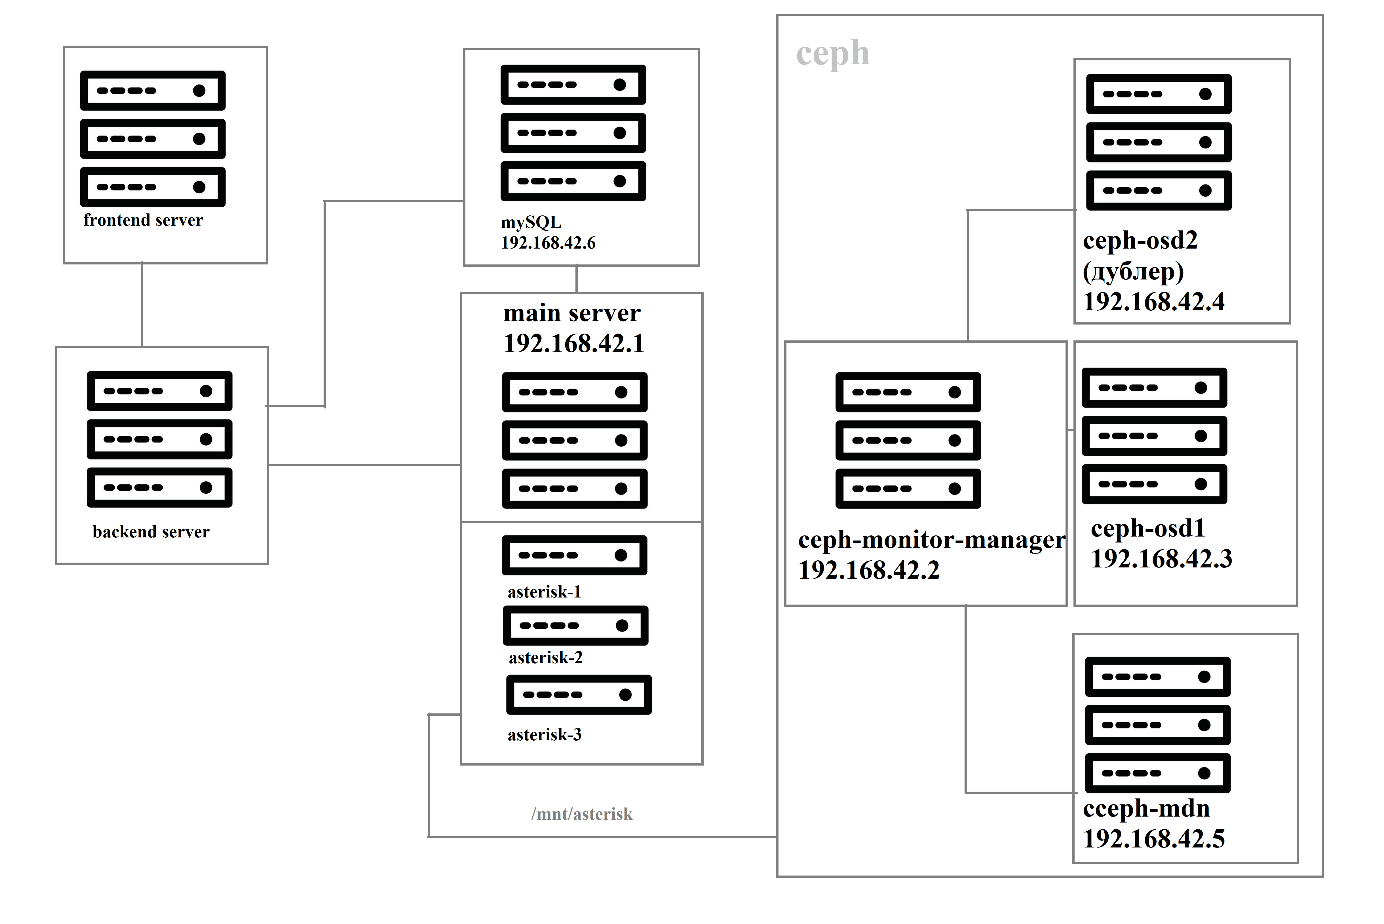 frontend server
backend server
mySQL
192.168.42.6
main server
192.168.42.1
asterisk-1
asterisk-2
asterisk-3
/mnt/asterisk
ceph
ceph-monitor-manager
192.168.42.2
ceph-osd2
(дублер)
192.168.42.4
ceph-osd1
192.168.42.3
cceph-mdn
192.168.42.5